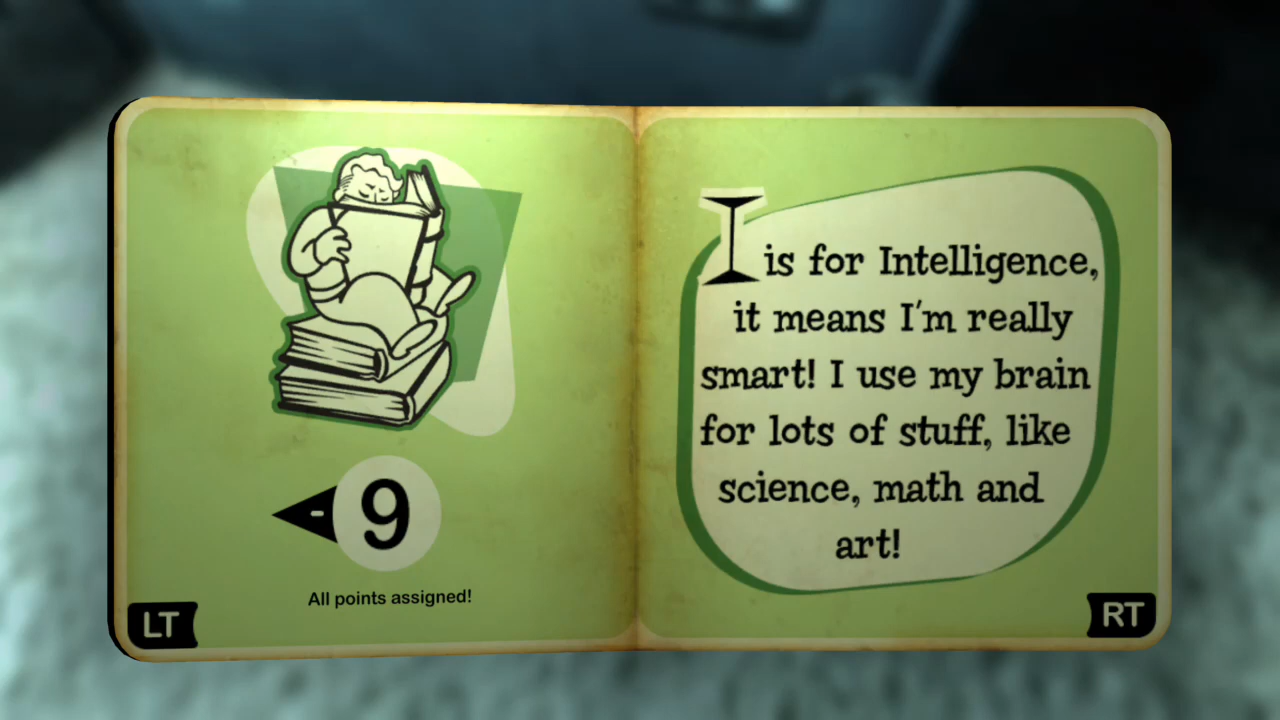 I is for Intelligence,
it means I'm really
smart! I use my brain
for lots of stuff, like
science, math and
art!
- 9
All points assigned!
LT
RT